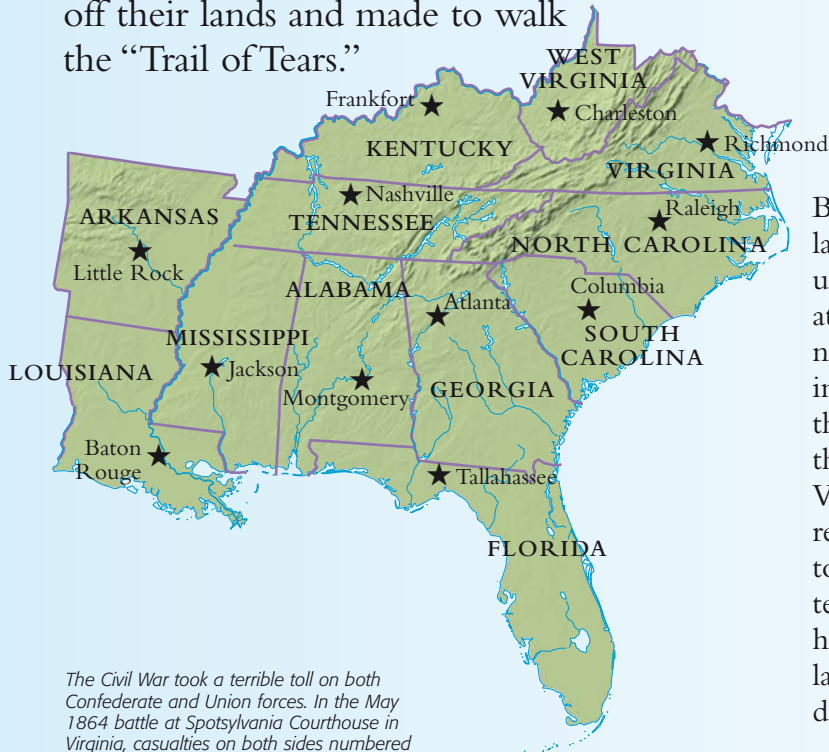 off their lands and made to walk
the “Trail of Tears.”
WEST
VIRGINIA
Frankfort
Charleston
KENTUCKY
Richmond
VIRGINIA
Nashville
ARKANSAS
TENNESSEE
Raleigh
NORTH CAROLINA
Little Rock
ALABAMA
Columbia
Atlanta
MISSISSIPPI
SOUTH
CAROLINA
LOUISIANA
Jackson
Montgomery
GEORGIA
Baton
Rouge
Tallahassee
FLORIDA
The Civil War took a terrible toll on both
Confederate and Union forces. In the May
1864 battle at Spotsylvania Courthouse in
Virginia, casualties on both sides numbered